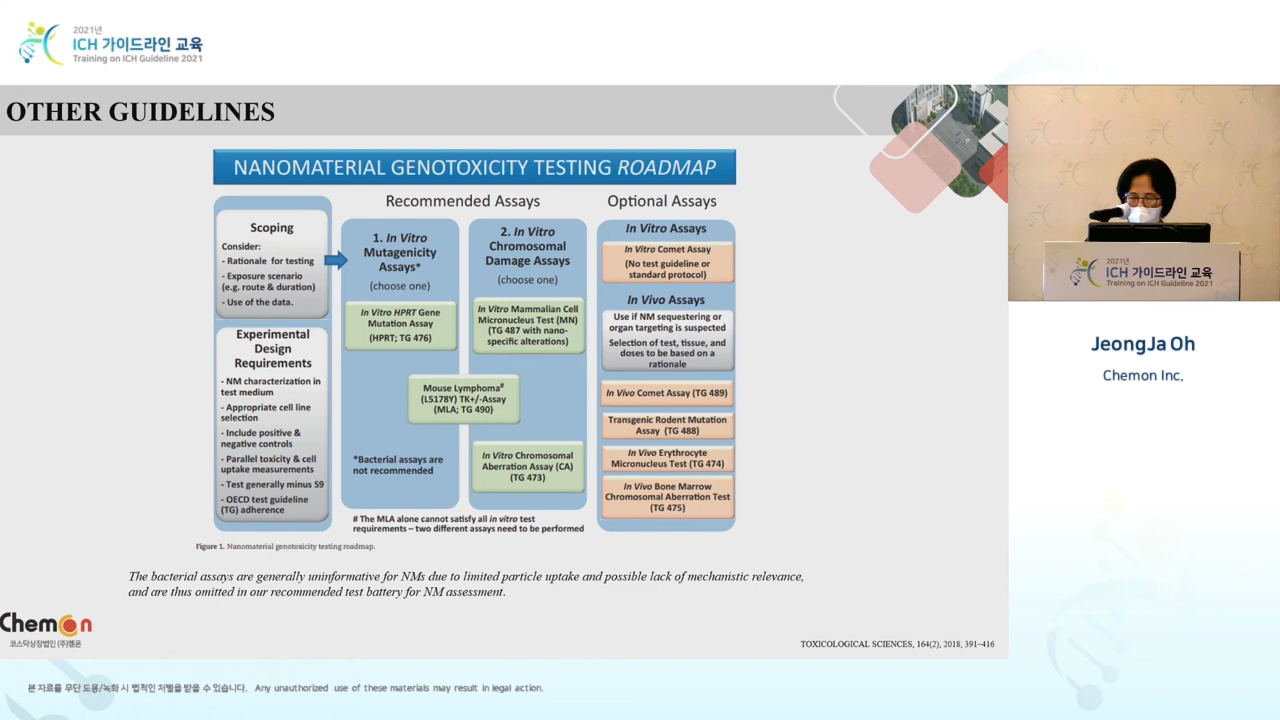 2021년
ICH 가이드라인 교육
Training on ICH Guideline 2021
OTHER GUIDELINES
NANOMATERIAL GENOTOXICITY TESTING ROADMAP
Recommended Assays
Optional Assays
Scoping
Consider:
- Rationale for testing
- Exposure scenario
(e.g. route & duration)
- Use of the data.
Experimental
Design
Requirements
- NM characterization in
test medium
- Appropriate cell line
selection
- Include positive &
negative controls
- Parallel toxicity & cell
uptake measurements
- Test generally minus S9
- OECD test guideline
(TG) adherence
1. In Vitro
Mutagenicity
Assays*
(choose one)
In Vitro HPRT Gene
Mutation Assay
(HPRT; TG 476)
2. In Vitro
Chromosomal
Damage Assays
(choose one)
In Vitro Mammalian Cell
Micronucleus Test (MN)
(TG 487 with nano-
specific alterations)
Mouse Lymphoma#
(L5178Y) TK+/-Assay
(MLA; TG 490)
*Bacterial assays are
not recommended
In Vitro Chromosomal
Aberration Assay (CA)
(TG 473)
# The MLA alone cannot satisfy all in vitro test
requirements – two different assays need to be performed
In Vitro Assays
In Vitro Comet Assay
(No test guideline or
standard protocol)
In Vivo Assays
Use if NM sequestering or
organ targeting is suspected
Selection of test, tissue, and
doses to be based on a
rationale
In Vivo Comet Assay (TG 489)
Transgenic Rodent Mutation
Assay (TG 488)
In Vivo Erythrocyte
Micronucleus Test (TG 474)
In Vivo Bone Marrow
Chromosomal Aberration Test
(TG 475)
Figure 1. Nanomaterial genotoxicity testing roadmap.
The bacterial assays are generally uninformative for NMs due to limited particle uptake and possible lack of mechanistic relevance,
and are thus omitted in our recommended test battery for NM assessment.
Chemon
코스닥상장법인 (주)켐온
TOXICOLOGICAL SCIENCES, 164(2), 2018, 391–416
2021년
ICH 가이드라인 교육
Training on ICH Guideline 2021
JeongJa Oh
Chemon Inc.
본 자료를 무단 도용/녹화 시 법적인 처벌을 받을 수 있습니다. Any unauthorized use of these materials may result in legal action.